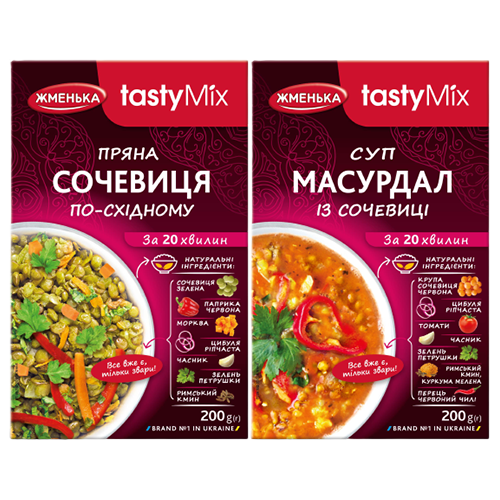 ЖМЕНЬКА
tastyMix
ПРЯНА
СОЧЕВИЦЯ
ПО-СХІДНОМУ
За 20 хвилин
НАТУРАЛЬНІ
ІНГРЕДІЄНТИ:
СОЧЕВИЦЯ
ЗЕЛЕНА
ПАПРИКА
ЧЕРВОНА
МОРКВА
ЦИБУЛЯ
РІПЧАСТА
ЧАСНИК
ЗЕЛЕНЬ
ПЕТРУШКИ
РИМСЬКИЙ
КМИН
Все вже є,
тільки звари!
200 g(г)
BRAND №1 IN UKRAINE
ЖМЕНЬКА
tastyMix
СУП
МАСУРДАЛ
ІЗ СОЧЕВИЦІ
За 20 хвилин
НАТУРАЛЬНІ
ІНГРЕДІЄНТИ:
КРУПА
СОЧЕВИЦЯ
ЧЕРВОНА
ЦИБУЛЯ
РІПЧАСТА
ТОМАТИ
ЧАСНИК
ЗЕЛЕНЬ
ПЕТРУШКИ
РИМСЬКИЙ
КМИН,
КУРКУМА МЕЛЕНА
ПЕРЕЦЬ
ЧЕРВОНИЙ ЧИЛІ
Все вже є,
тільки звари!
200 g(г)
BRAND №1 IN UKRAINE